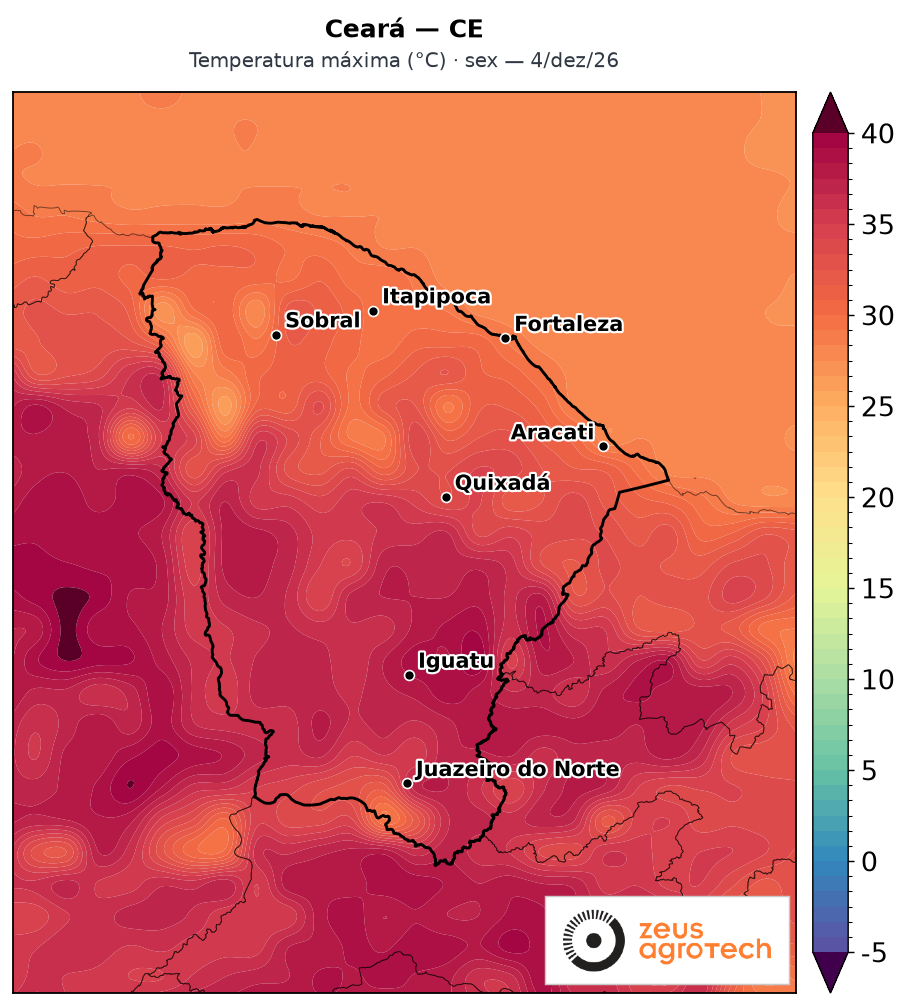 Ceará — CE
Temperatura máxima (°C) · sex — 4/dez/26
40
35
30
25
20
15
10
5
0
-5
Itapipoca
Sobral
Fortaleza
Aracati
Quixadá
Iguatu
Juazeiro do Norte
zeus
agrotech